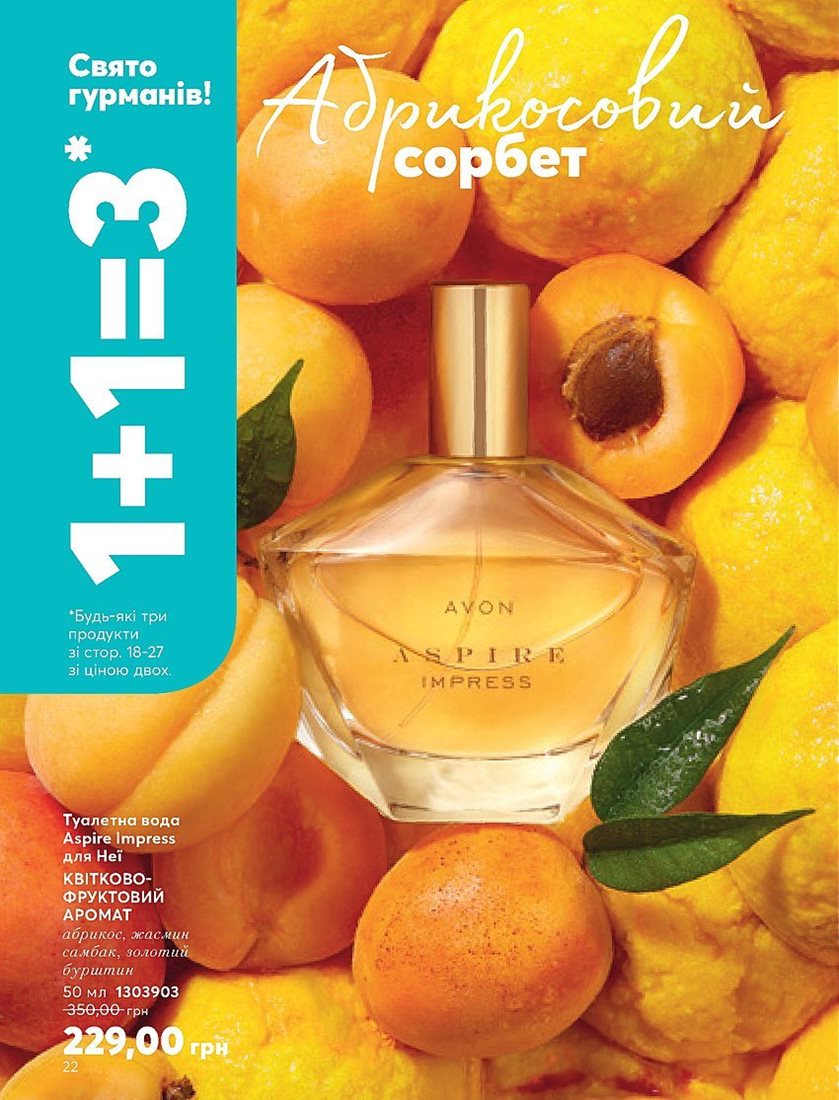 Свято
гурманів!
1+1=3*
*Будь-які три
продукти
зі стор. 18-27
зі ціною двох.
Абрикосовий
сорбет
AVON
ASPIRE
IMPRESS
Туалетна вода
Aspire Impress
для Неї
КВІТКОВО-
ФРУКТОВИЙ
АРОМАТ
абрикос, жасмин
самбак, золотий
бурштин
50 мл 1303903
350,00 грн
229,00 грн
22